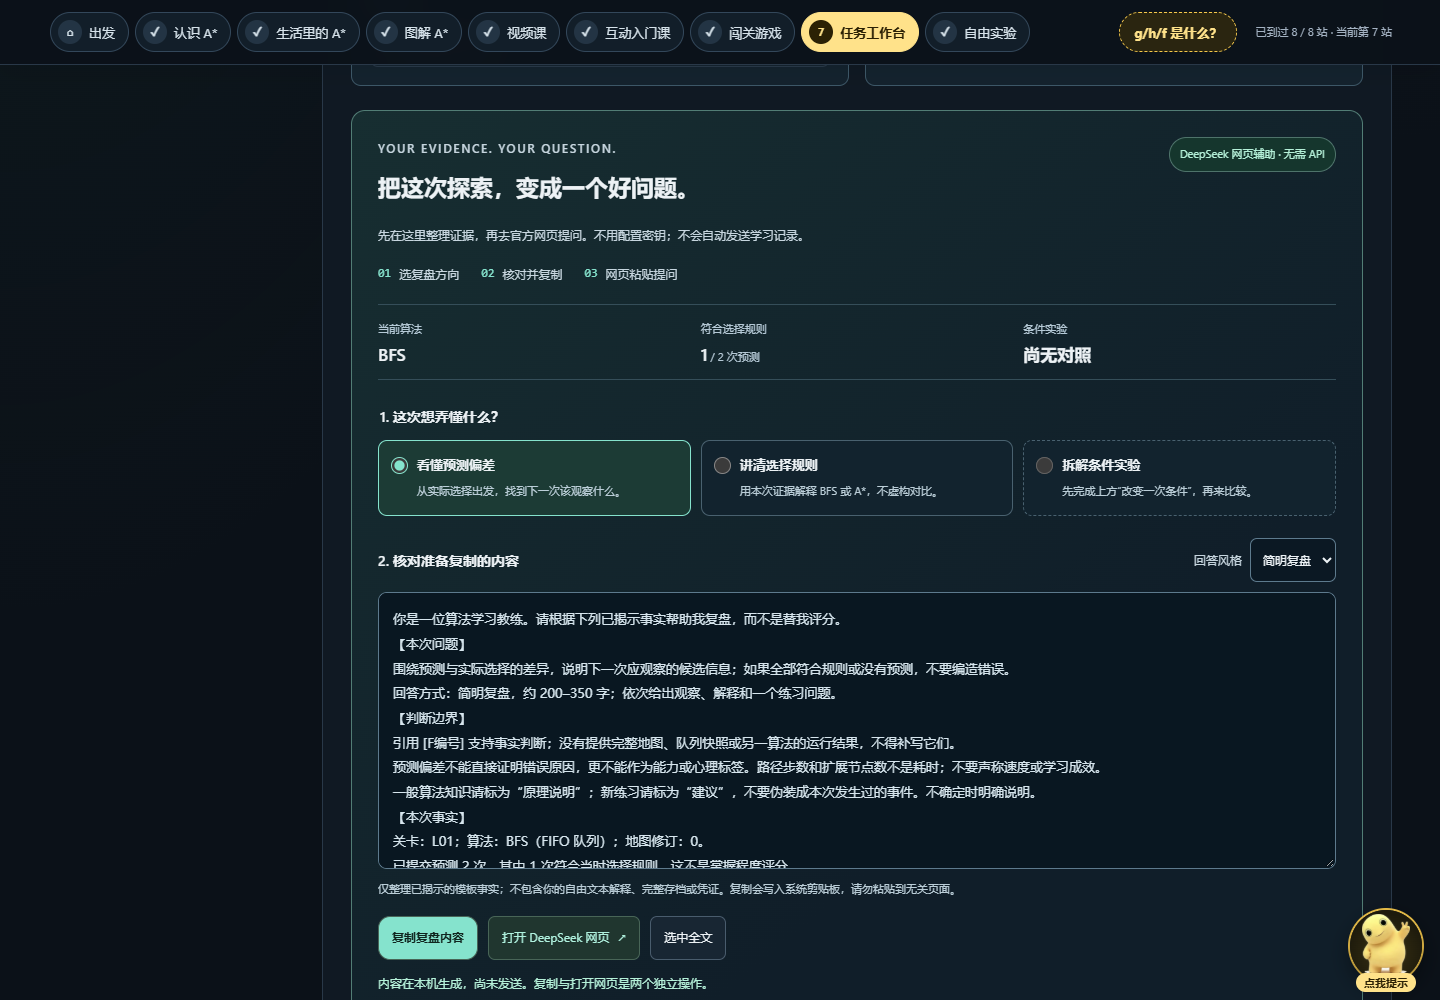 ⌂ 出发
✓ 认识 A*
✓ 生活里的 A*
✓ 图解 A*
✓ 视频课
✓ 互动入门课
✓ 闯关游戏
7 任务工作台
✓ 自由实验
g/h/f 是什么？
已到过 8 / 8 站 · 当前第 7 站
YOUR EVIDENCE. YOUR QUESTION.
DeepSeek 网页辅助 · 无需 API
把这次探索，变成一个好问题。
先在这里整理证据，再去官方网页提问。不用配置密钥；不会自动发送学习记录。
01 选复盘方向 02 核对并复制 03 网页粘贴提问
当前算法
BFS
符合选择规则
1 / 2 次预测
条件实验
尚无对照
1. 这次想弄懂什么？
看懂预测偏差
从实际选择出发，找到下一次该观察什么。
讲清选择规则
用本次证据解释 BFS 或 A*，不虚构对比。
拆解条件实验
先完成上方“改变一次条件”，再来比较。
2. 核对准备复制的内容
回答风格 简明复盘
你是一位算法学习教练。请根据下列已揭示事实帮助我复盘，而不是替我评分。
【本次问题】
围绕预测与实际选择的差异，说明下一次应观察的候选信息；如果全部符合规则或没有预测，不要编造错误。
回答方式：简明复盘，约 200–350 字；依次给出观察、解释和一个练习问题。
【判断边界】
引用 [F编号] 支持事实判断；没有提供完整地图、队列快照或另一算法的运行结果，不得补写它们。
预测偏差不能直接证明错误原因，更不能作为能力或心理标签。路径步数和扩展节点数不是耗时；不要声称速度或学习成效。
一般算法知识请标为“原理说明”；新练习请标为“建议”，不要伪装成本次发生过的事件。不确定时明确说明。
【本次事实】
关卡：L01；算法：BFS（FIFO 队列）；地图修订：0。
已提交预测 2 次，其中 1 次符合当时选择规则。这不是掌握程度评分。
仅整理已揭示的模板事实；不包含你的自由文本解释、完整存档或凭证。复制会写入系统剪贴板，请勿粘贴到无关页面。
复制复盘内容
打开 DeepSeek 网页 ↗
选中全文
内容在本机生成，尚未发送。复制与打开网页是两个独立操作。
点我提示